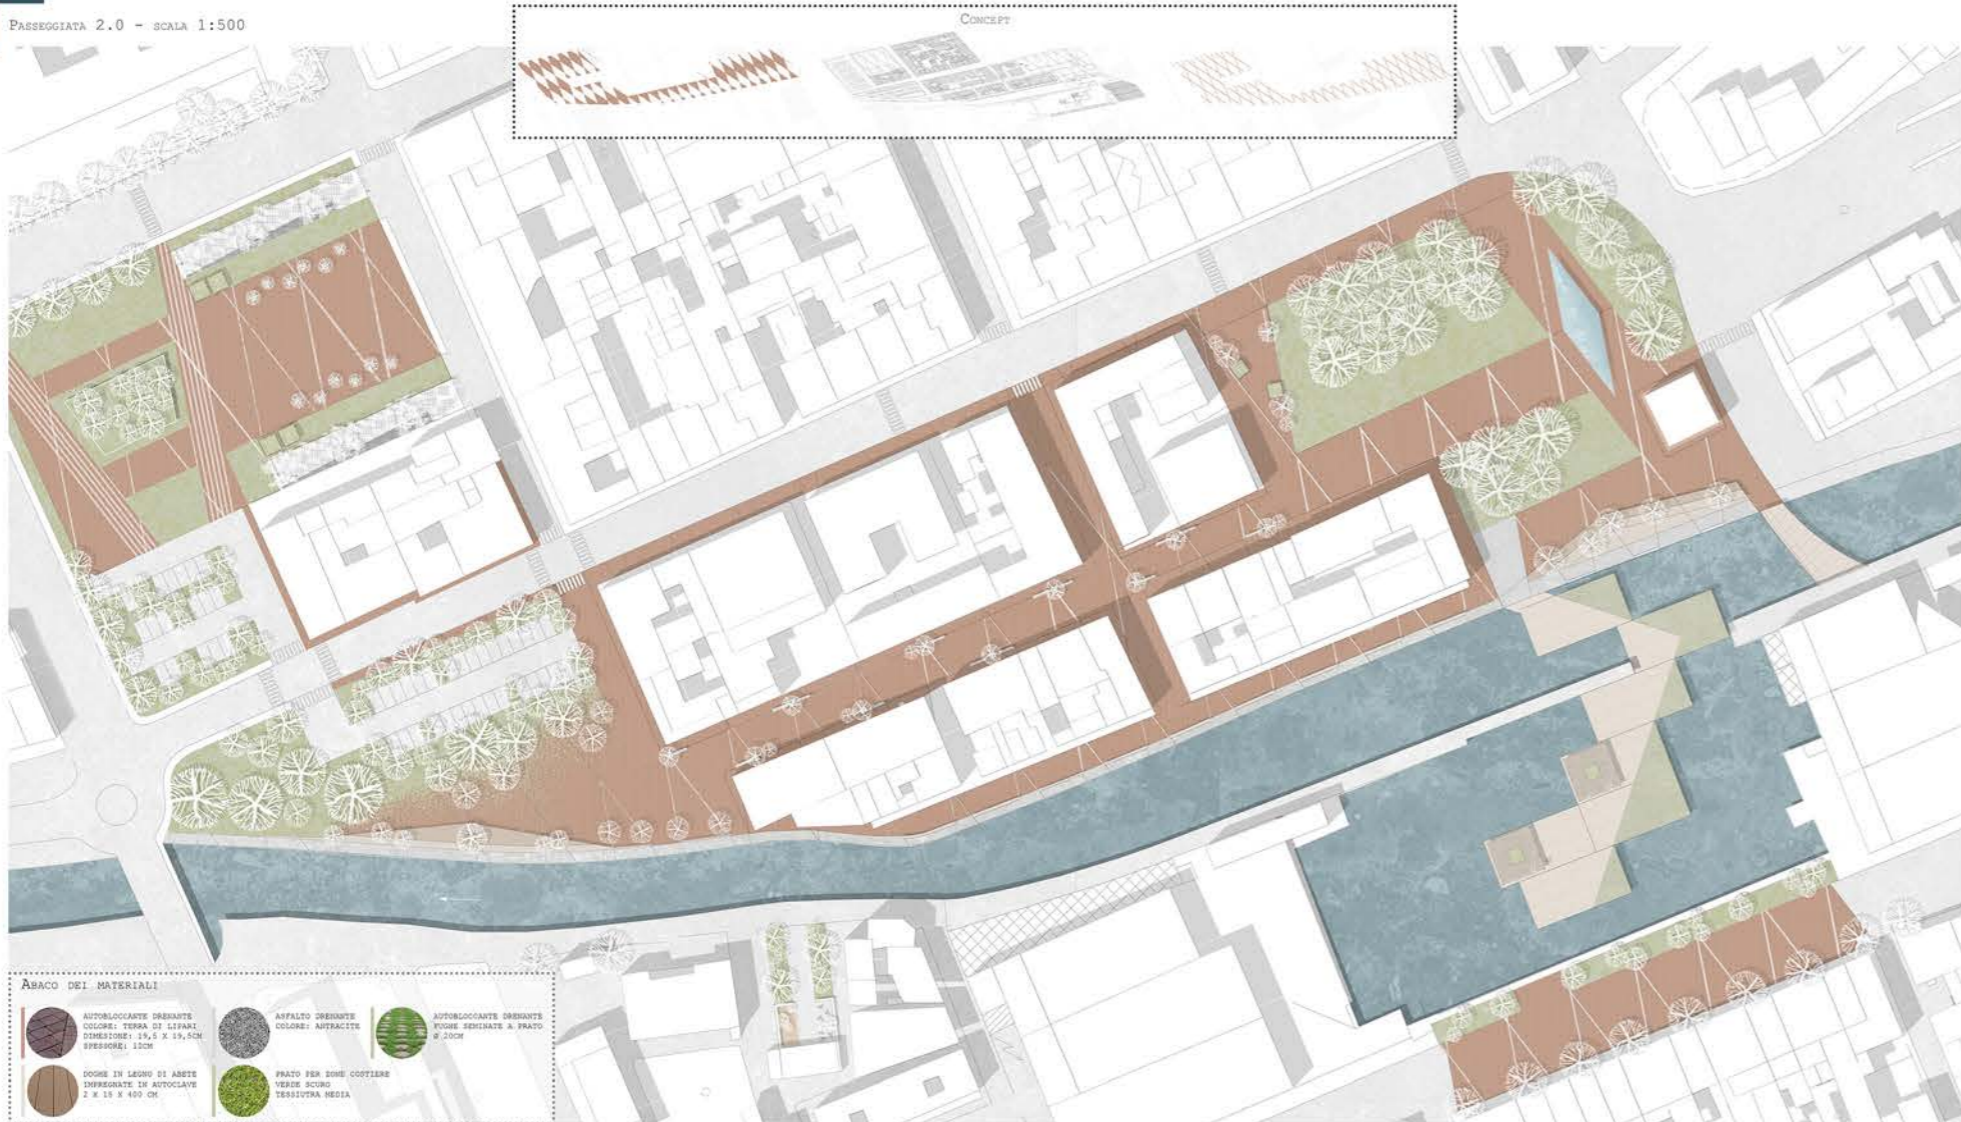 PASSEGGIATA 2.0 - SCALA 1:500
CONCEPT
ABACO DEI MATERIALI
AUTOBLOCCANTE DRENANTE
COLORE: TERRA DI LIPARI
DIMESIONE: 19,5 X 19,5CM
SPESSORE: 12CM
ASFALTO DRENANTE
COLORE: ANTRACITE
AUTOBLOCCANTE DRENANTE
FUGHE SEMINATE A PRATO
Ø 20CM
DOGHE IN LEGNO DI ABETE
IMPREGNATE IN AUTOCLAVE
2 X 15 X 400 CM
PRATO PER ZONE COSTIERE
VERDE SCURO
TESSIUTRA MEDIA